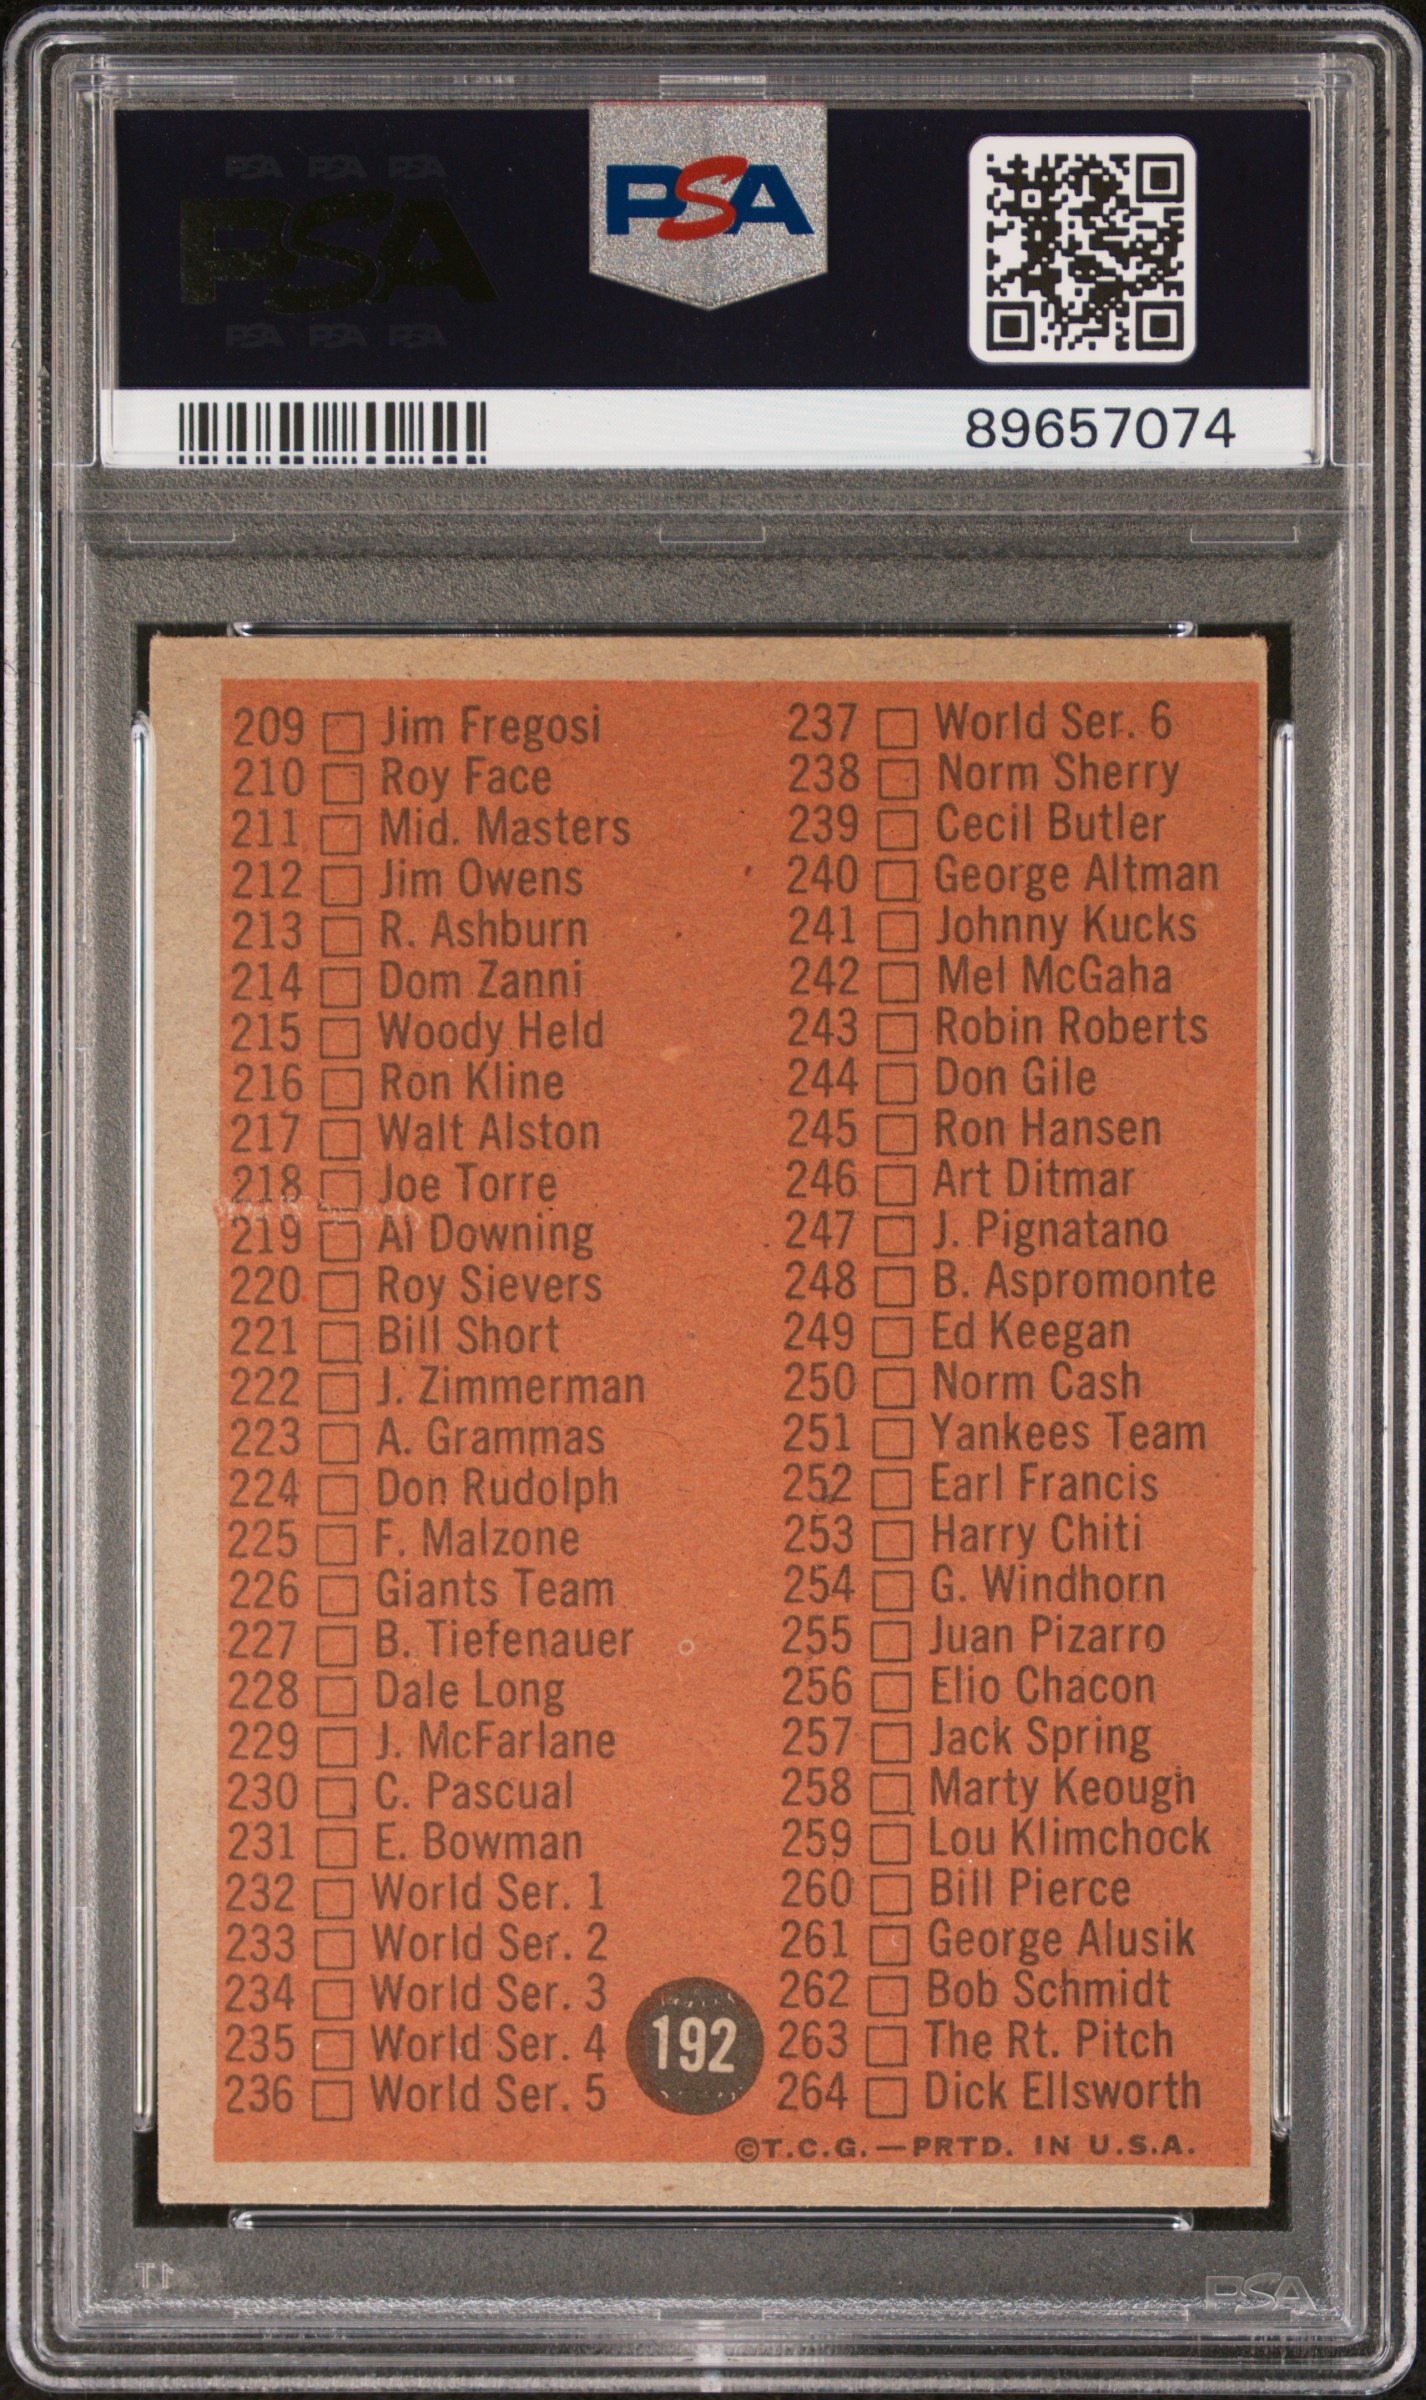 PSA PSA PSA
PSA
PSA PSA PSA
PSA
89657074
209 Jim Fregosi
210 Roy Face
211 Mid. Masters
212 Jim Owens
213 R. Ashburn
214 Dom Zanni
215 Woody Held
216 Ron Kline
217 Walt Alston
218 Joe Torre
219 Al Downing
220 Roy Sievers
221 Bill Short
222 J. Zimmerman
223 A. Grammas
224 Don Rudolph
225 F. Malzone
226 Giants Team
227 B. Tiefenauer
228 Dale Long
229 J. McFarlane
230 C. Pascual
231 E. Bowman
232 World Ser. 1
233 World Ser. 2
234 World Ser. 3
235 World Ser. 4
236 World Ser. 5
192
237 World Ser. 6
238 Norm Sherry
239 Cecil Butler
240 George Altman
241 Johnny Kucks
242 Mel McGaha
243 Robin Roberts
244 Don Gile
245 Ron Hansen
246 Art Ditmar
247 J. Pignatano
248 B. Aspromonte
249 Ed Keegan
250 Norm Cash
251 Yankees Team
252 Earl Francis
253 Harry Chiti
254 G. Windhorn
255 Juan Pizarro
256 Elio Chacon
257 Jack Spring
258 Marty Keough
259 Lou Klimchock
260 Bill Pierce
261 George Alusik
262 Bob Schmidt
263 The Rt. Pitch
264 Dick Ellsworth
©T.C.G.—PRTD. IN U.S.A.
PSA